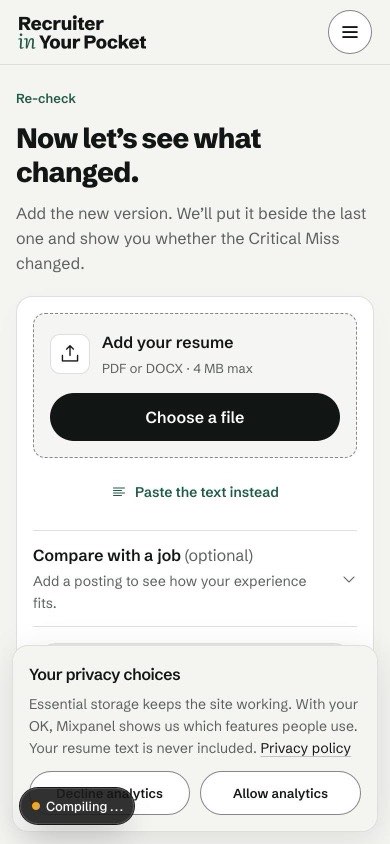 Recruiter
in Your Pocket
Re-check
Now let’s see what
changed.
Add the new version. We’ll put it beside the last
one and show you whether the Critical Miss
changed.
Add your resume
PDF or DOCX · 4 MB max
Choose a file
Paste the text instead
Compare with a job (optional)
Add a posting to see how your experience
fits.
Your privacy choices
Essential storage keeps the site working. With your
OK, Mixpanel shows us which features people use.
Your resume text is never included. Privacy policy
Decline analytics
Allow analytics
Compiling ...